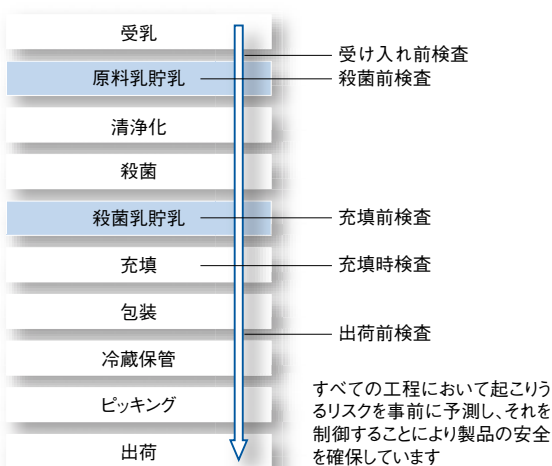 受乳
受け入れ前検査
原料乳貯乳
殺菌前検査
清浄化
殺菌
殺菌乳貯乳
充填前検査
充填
充填時検査
包装
出荷前検査
冷蔵保管
ピッキング
出荷
すべての工程において起こりう
るリスクを事前に予測し、それを
制御することにより製品の安全
を確保しています